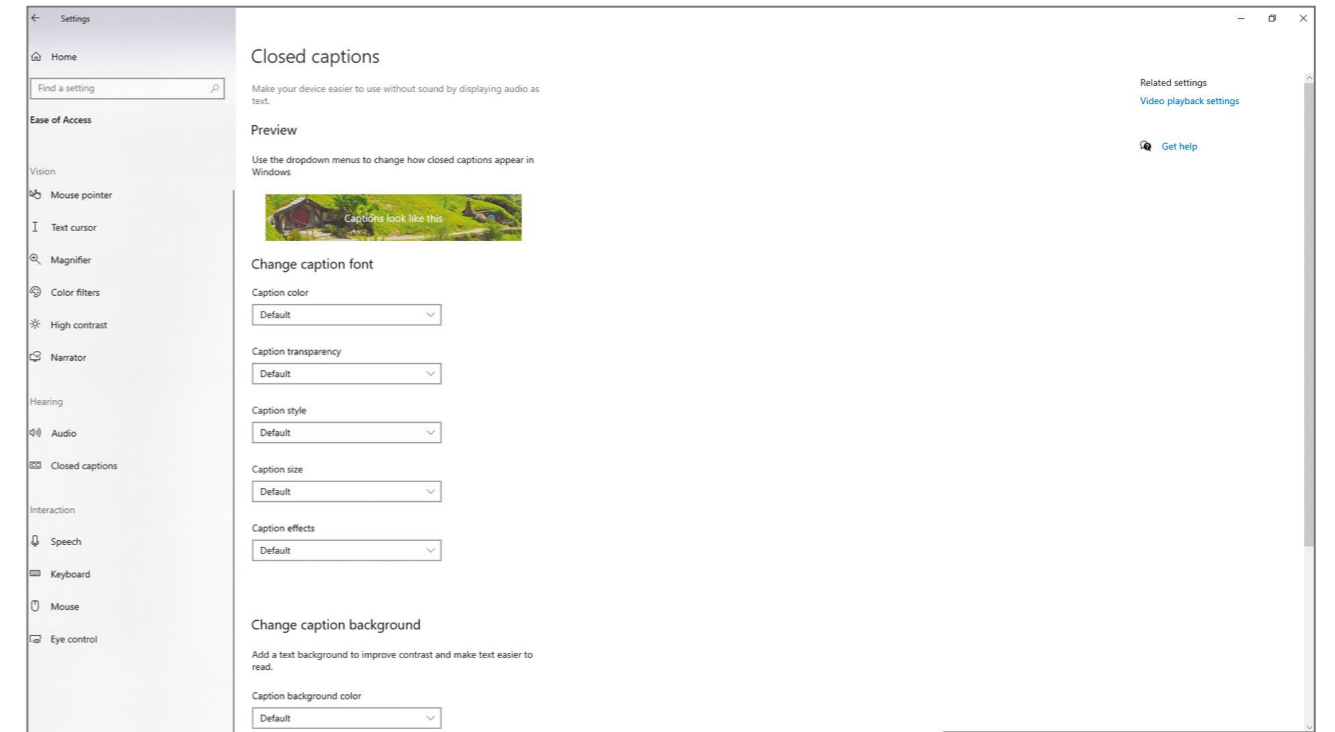 Settings
Home
Find a setting
Ease of Access
Vision
Mouse pointer
Text cursor
Magnifier
Color filters
High contrast
Narrator
Hearing
Audio
Closed captions
Interaction
Speech
Keyboard
Mouse
Eye control
Closed captions
Make your device easier to use without sound by displaying audio as
text.
Preview
Use the dropdown menus to change how closed captions appear in
Windows
Captions look like this
Change caption font
Caption color
Default
Caption transparency
Default
Caption style
Default
Caption size
Default
Caption effects
Default
Change caption background
Add a text background to improve contrast and make text easier to
read.
Caption background color
Default
Related settings
Video playback settings
Get help